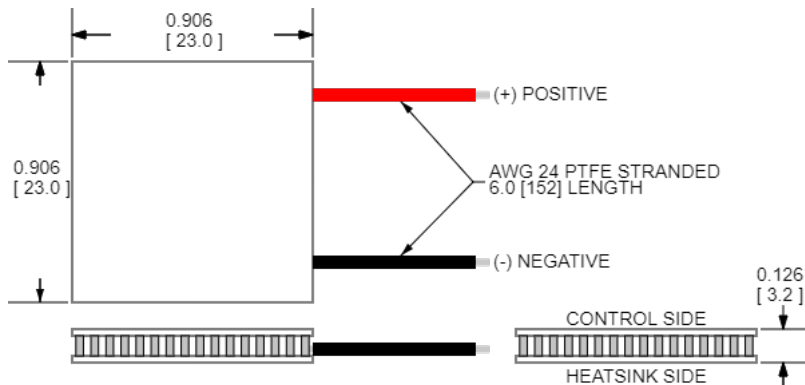 0.906
[ 23.0 ]
(+) POSITIVE
0.906
[ 23.0 ]
AWG 24 PTFE STRANDED
6.0 [152] LENGTH
(-) NEGATIVE
0.126
[ 3.2 ]
CONTROL SIDE
HEATSINK SIDE